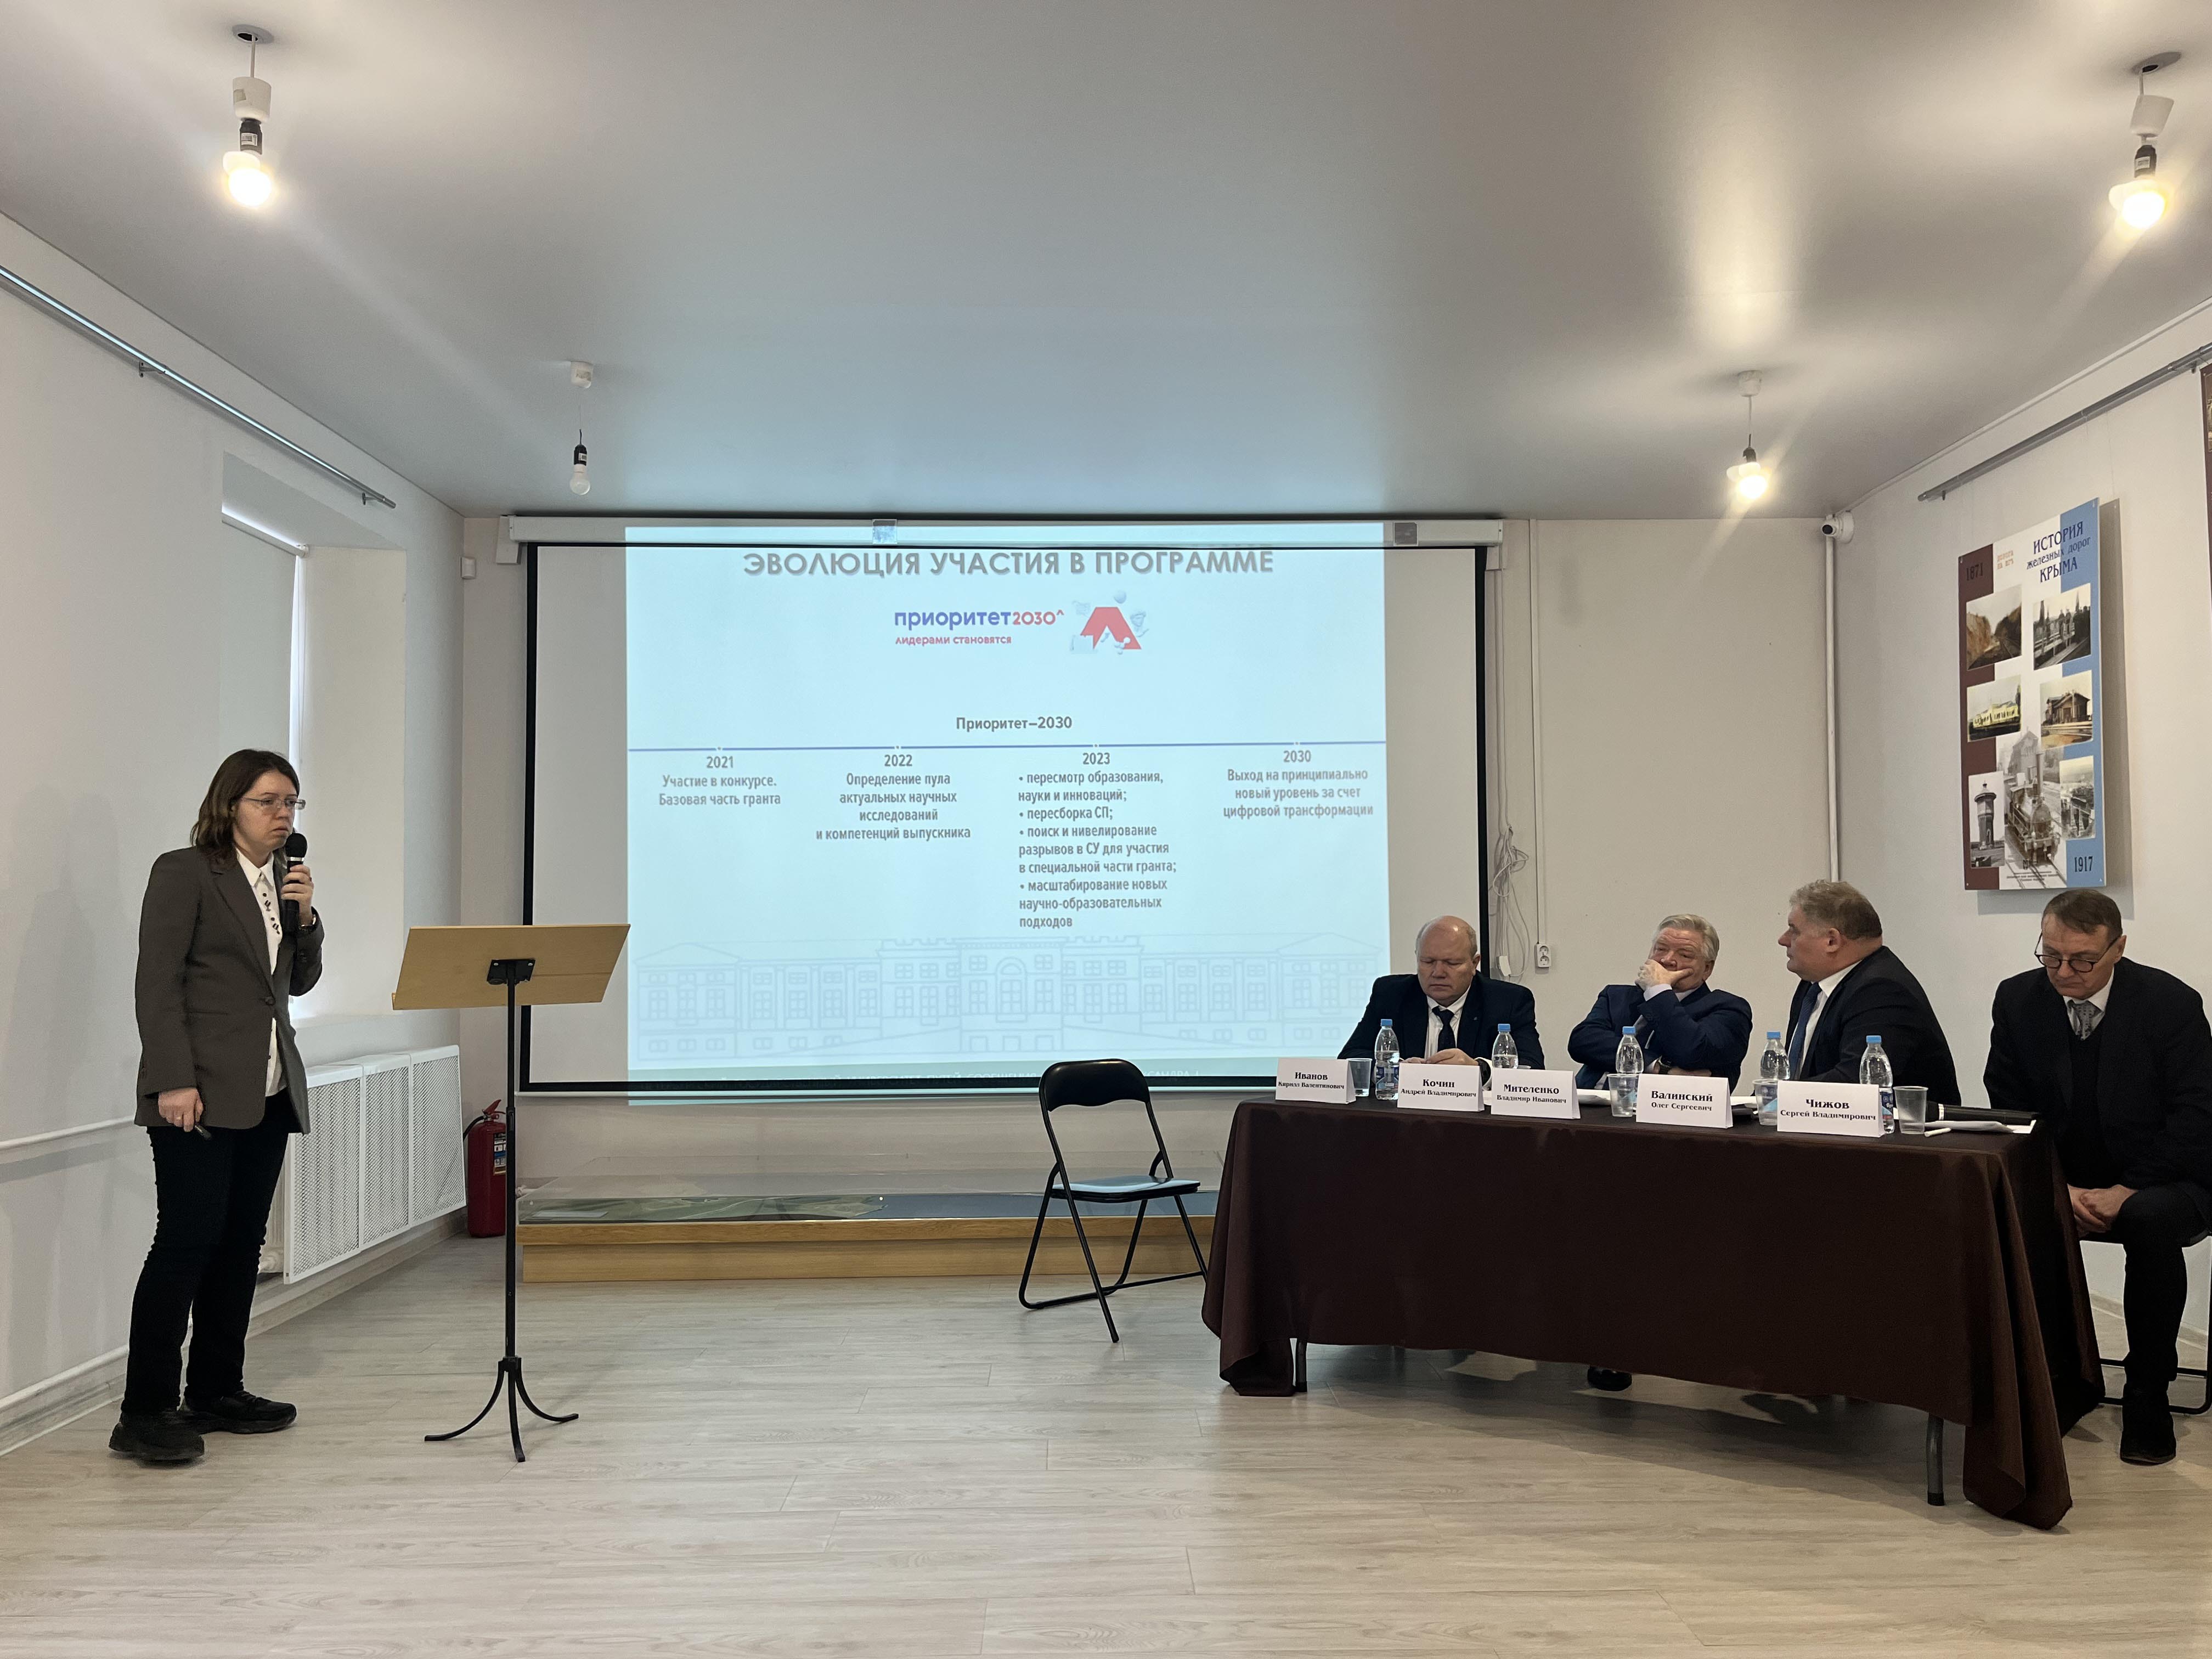 ЭВОЛЮЦИЯ УЧАСТИЯ В ПРОГРАММЕ
приоритет2030^
лидерами становятся
Приоритет–2030
2021
Участие в конкурсе.
Базовая часть гранта
2022
Определение пула
актуальных научных
исследований
и компетенций выпускника
2023
• пересмотр образования,
науки и инноваций;
• пересборка СП;
• поиск и нивелирование
разрывов в СУ для участия
в специальной части гранта;
• масштабирование новых
научно-образовательных
подходов
2030
Выход на принципиально
новый уровень за счет
цифровой трансформации
1871
ИСТОРИЯ
железных дорог
КРЫМА
1917
Иванов
Кирилл Валентинович
Кочин
Андрей Владимирович
Мителенко
Владимир Иванович
Валинский
Олег Сергеевич
Чижов
Сергей Владимирович